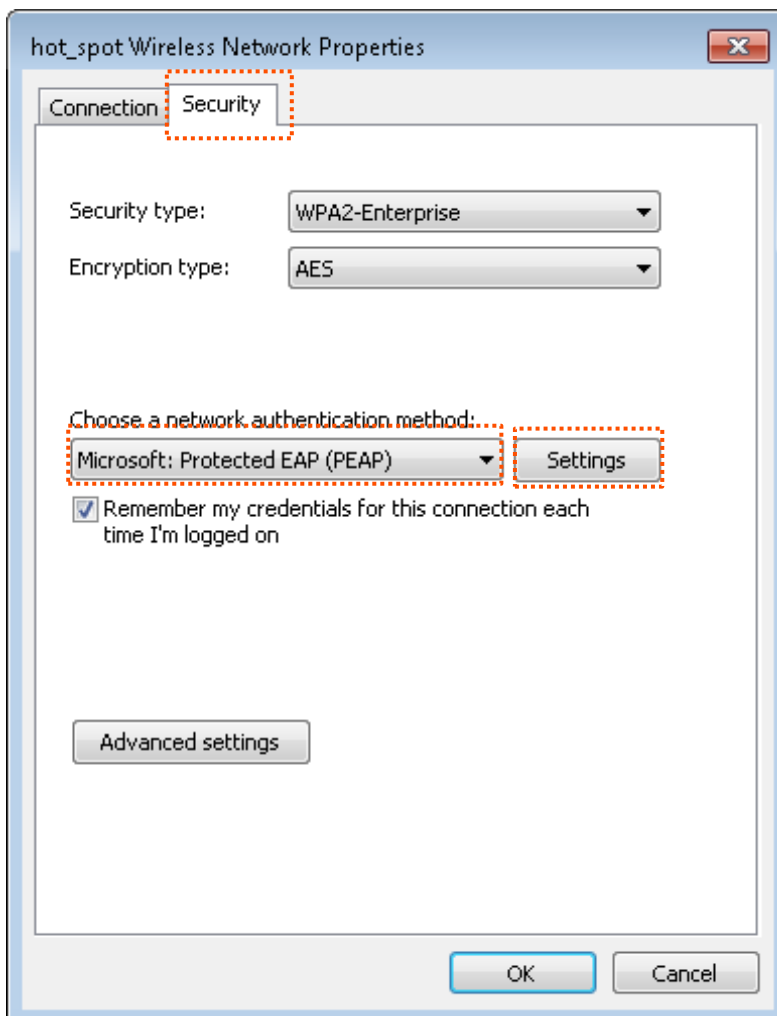 hot_spot Wireless Network Properties
Connection
Security
Security type:
WPA2-Enterprise
Encryption type:
AES
Choose a network authentication method:
Microsoft: Protected EAP (PEAP)
Settings
Remember my credentials for this connection each
time I'm logged on
Advanced settings
OK
Cancel